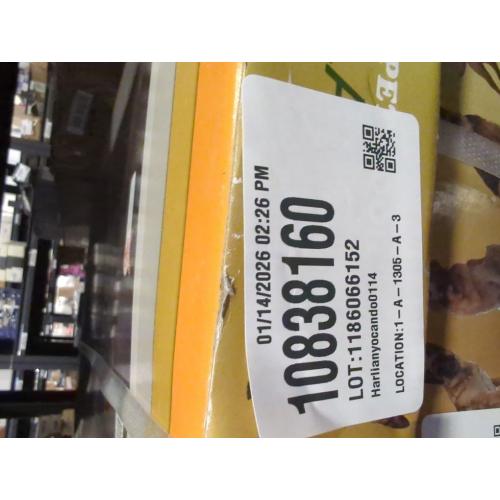 01/14/2026 02:26 PM
10838160
LOT:1186066152
Harlianyocando0114
LOCATION:1-A-1305-A-3